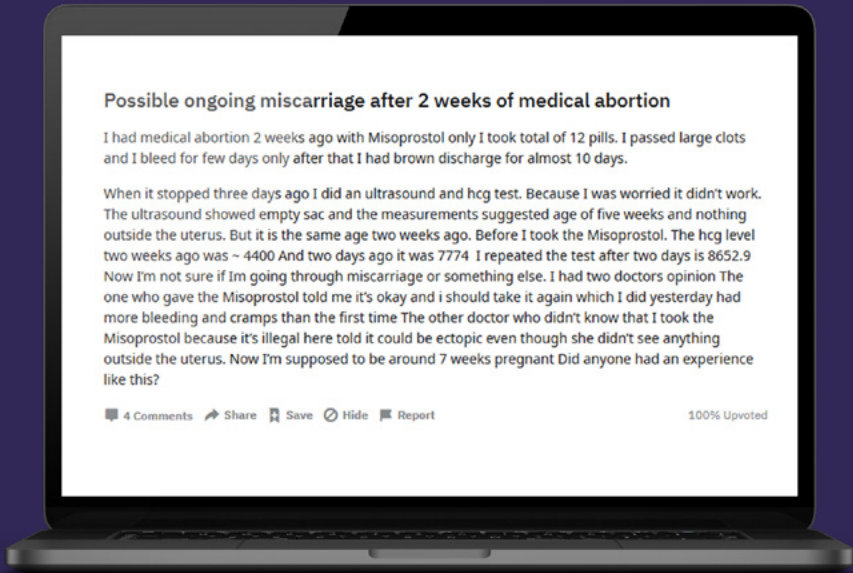 Possible ongoing miscarriage after 2 weeks of medical abortion
I had medical abortion 2 weeks ago with Misoprostol only I took total of 12 pills. I passed large clots
and I bleed for few days only after that I had brown discharge for almost 10 days.
When it stopped three days ago I did an ultrasound and hcg test. Because I was worried it didn't work.
The ultrasound showed empty sac and the measurements suggested age of five weeks and nothing
outside the uterus. But it is the same age two weeks ago. Before I took the Misoprostol. The hcg level
two weeks ago was ~ 4400 And two days ago it was 7774 I repeated the test after two days is 8652.9
Now I'm not sure if Im going through miscarriage or something else. I had two doctors opinion The
one who gave the Misoprostol told me it's okay and i should take it again which I did yesterday had
more bleeding and cramps than the first time The other doctor who didn't know that I took the
Misoprostol because it's illegal here told it could be ectopic even though she didn't see anything
outside the uterus. Now I'm supposed to be around 7 weeks pregnant Did anyone had an experience
like this?
4 Comments Share Save Hide Report 100% Upvoted